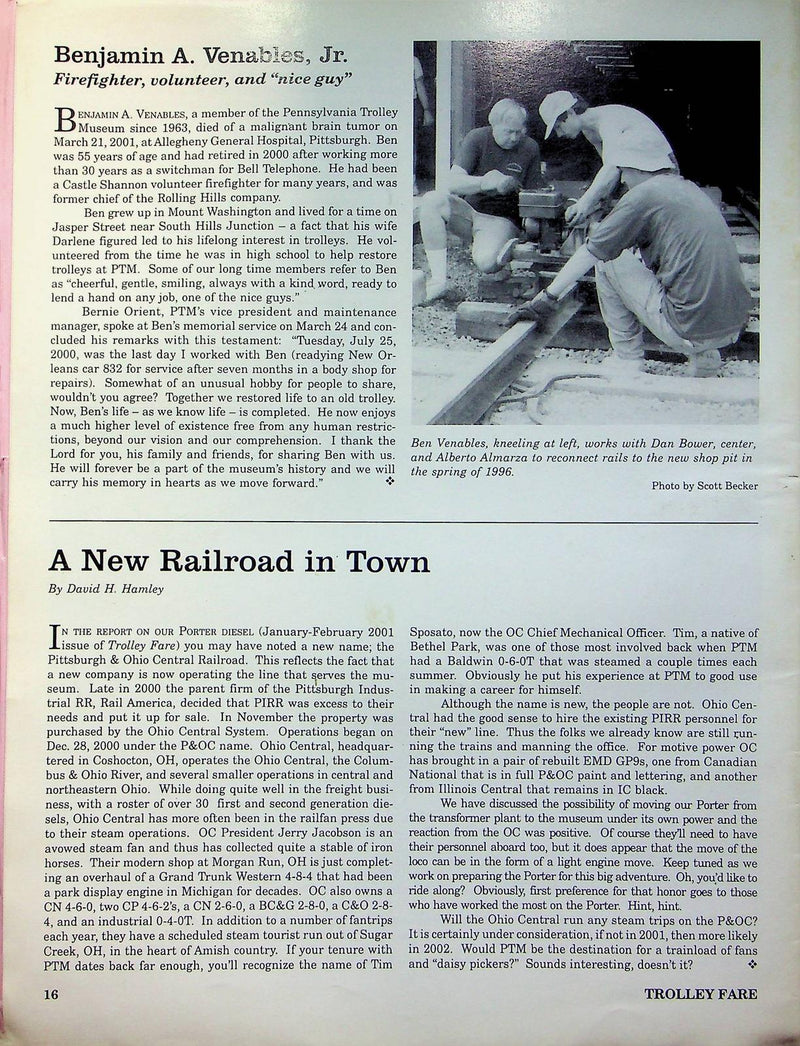 Benjamin A. Venables, Jr.
Firefighter, volunteer, and “nice guy”
BENJAMIN A. VENABLES, a member of the Pennsylvania Trolley
Museum since 1963, died of a malignant brain tumor on
March 21, 2001, at Allegheny General Hospital, Pittsburgh. Ben
was 55 years of age and had retired in 2000 after working more
than 30 years as a switchman for Bell Telephone. He had been
a Castle Shannon volunteer firefighter for many years, and was
former chief of the Rolling Hills company.
Ben grew up in Mount Washington and lived for a time on
Jasper Street near South Hills Junction – a fact that his wife
Darlene figured led to his lifelong interest in trolleys. He vol-
unteered from the time he was in high school to help restore
trolleys at PTM. Some of our long time members refer to Ben
as “cheerful, gentle, smiling, always with a kind word, ready to
lend a hand on any job, one of the nice guys.”
Bernie Orient, PTM’s vice president and maintenance
manager, spoke at Ben’s memorial service on March 24 and con-
cluded his remarks with this testament: “Tuesday, July 25,
2000, was the last day I worked with Ben (readying New Or-
leans car 832 for service after seven months in a body shop for
repairs). Somewhat of an unusual hobby for people to share,
wouldn’t you agree? Together we restored life to an old trolley.
Now, Ben’s life – as we know life – is completed. He now enjoys
a much higher level of existence free from any human restric-
tions, beyond our vision and our comprehension. I thank the
Lord for you, his family and friends, for sharing Ben with us.
He will forever be a part of the museum’s history and we will
carry his memory in hearts as we move forward.”
Ben Venables, kneeling at left, works with Dan Bower, center,
and Alberto Almarza to reconnect rails to the new shop pit in
the spring of 1996.
Photo by Scott Becker
A New Railroad in Town
By David H. Hamley
IN THE REPORT ON OUR PORTER DIESEL (January-February 2001
issue of Trolley Fare) you may have noted a new name; the
Pittsburgh & Ohio Central Railroad. This reflects the fact that
a new company is now operating the line that serves the mu-
seum. Late in 2000 the parent firm of the Pittsburgh Indus-
trial RR, Rail America, decided that PIRR was excess to their
needs and put it up for sale. In November the property was
purchased by the Ohio Central System. Operations began on
Dec. 28, 2000 under the P&OC name. Ohio Central, headquar-
tered in Coshocton, OH, operates the Ohio Central, the Colum-
bus & Ohio River, and several smaller operations in central and
northeastern Ohio. While doing quite well in the freight busi-
ness, with a roster of over 30 first and second generation die-
sels, Ohio Central has more often been in the railfan press due
to their steam operations. OC President Jerry Jacobson is an
avowed steam fan and thus has collected quite a stable of iron
horses. Their modern shop at Morgan Run, OH is just complet-
ing an overhaul of a Grand Trunk Western 4-8-4 that had been
a park display engine in Michigan for decades. OC also owns a
CN 4-6-0, two CP 4-6-2’s, a CN 2-6-0, a BC&G 2-8-0, a C&O 2-8-
4, and an industrial 0-4-0T. In addition to a number of fantrips
each year, they have a scheduled steam tourist run out of Sugar
Creek, OH, in the heart of Amish country. If your tenure with
PTM dates back far enough, you’ll recognize the name of Tim
Sposato, now the OC Chief Mechanical Officer. Tim, a native of
Bethel Park, was one of those most involved back when PTM
had a Baldwin 0-6-0T that was steamed a couple times each
summer. Obviously he put his experience at PTM to good use
in making a career for himself.
Although the name is new, the people are not. Ohio Cen-
tral had the good sense to hire the existing PIRR personnel for
their “new” line. Thus the folks we already know are still run-
ning the trains and manning the office. For motive power OC
has brought in a pair of rebuilt EMD GP9s, one from Canadian
National that is in full P&OC paint and lettering, and another
from Illinois Central that remains in IC black.
We have discussed the possibility of moving our Porter from
the transformer plant to the museum under its own power and the
reaction from the OC was positive. Of course they’ll need to have
their personnel aboard too, but it does appear that the move of the
loco can be in the form of a light engine move. Keep tuned as we
work on preparing the Porter for this big adventure. Oh, you’d like to
ride along? Obviously, first preference for that honor goes to those
who have worked the most on the Porter. Hint, hint.
Will the Ohio Central run any steam trips on the P&OC?
It is certainly under consideration, if not in 2001, then more likely
in 2002. Would PTM be the destination for a trainload of fans
and “daisy pickers?” Sounds interesting, doesn’t it?
16
TROLLEY FARE